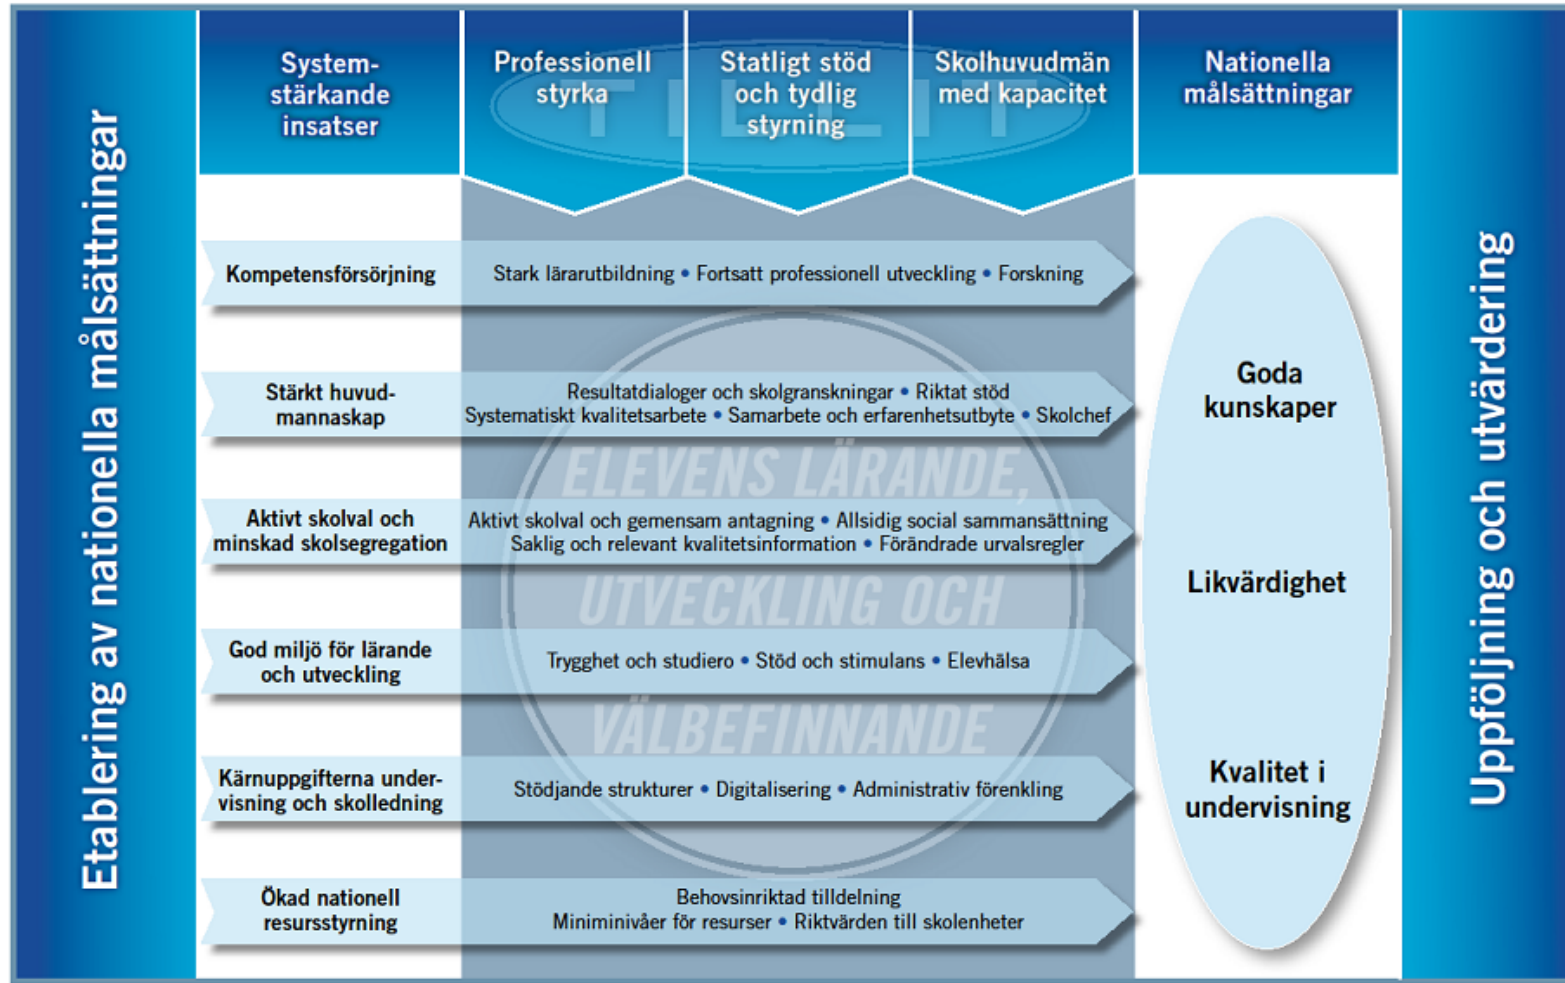 Etablering av nationella målsättningar
System-
stärkande
insatser
Professionell
styrka
Statligt stöd
och tydlig
styrning
Skolhuvudmän
med kapacitet
TILLIT
Nationella
målsättningar
Kompetensförsörjning
Stark lärarutbildning • Fortsatt professionell utveckling • Forskning
Stärkt huvud-
mannaskap
Resultatdialoger och skolgranskningar • Riktat stöd
Systematiskt kvalitetsarbete • Samarbete och erfarenhetsutbyte • Skolchef
ELEVENS LÄRANDE,
Aktivt skolval och
minskad skolsegregation
Aktivt skolval och gemensam antagning • Allsidig social sammansättning
Saklig och relevant kvalitetsinformation • Förändrade urvalsregler
UTVECKLING OCH
God miljö för lärande
och utveckling
Trygghet och studiero • Stöd och stimulans • Elevhälsa
VÄLBEFINNANDE
Kärnuppgifterna under-
visning och skolledning
Stödjande strukturer • Digitalisering • Administrativ förenkling
Ökad nationell
resursstyrning
Behovsinriktad tilldelning
Miniminivåer för resurser • Riktvärden till skolenheter
Goda
kunskaper
Likvärdighet
Kvalitet i
undervisning
Uppföljning och utvärdering